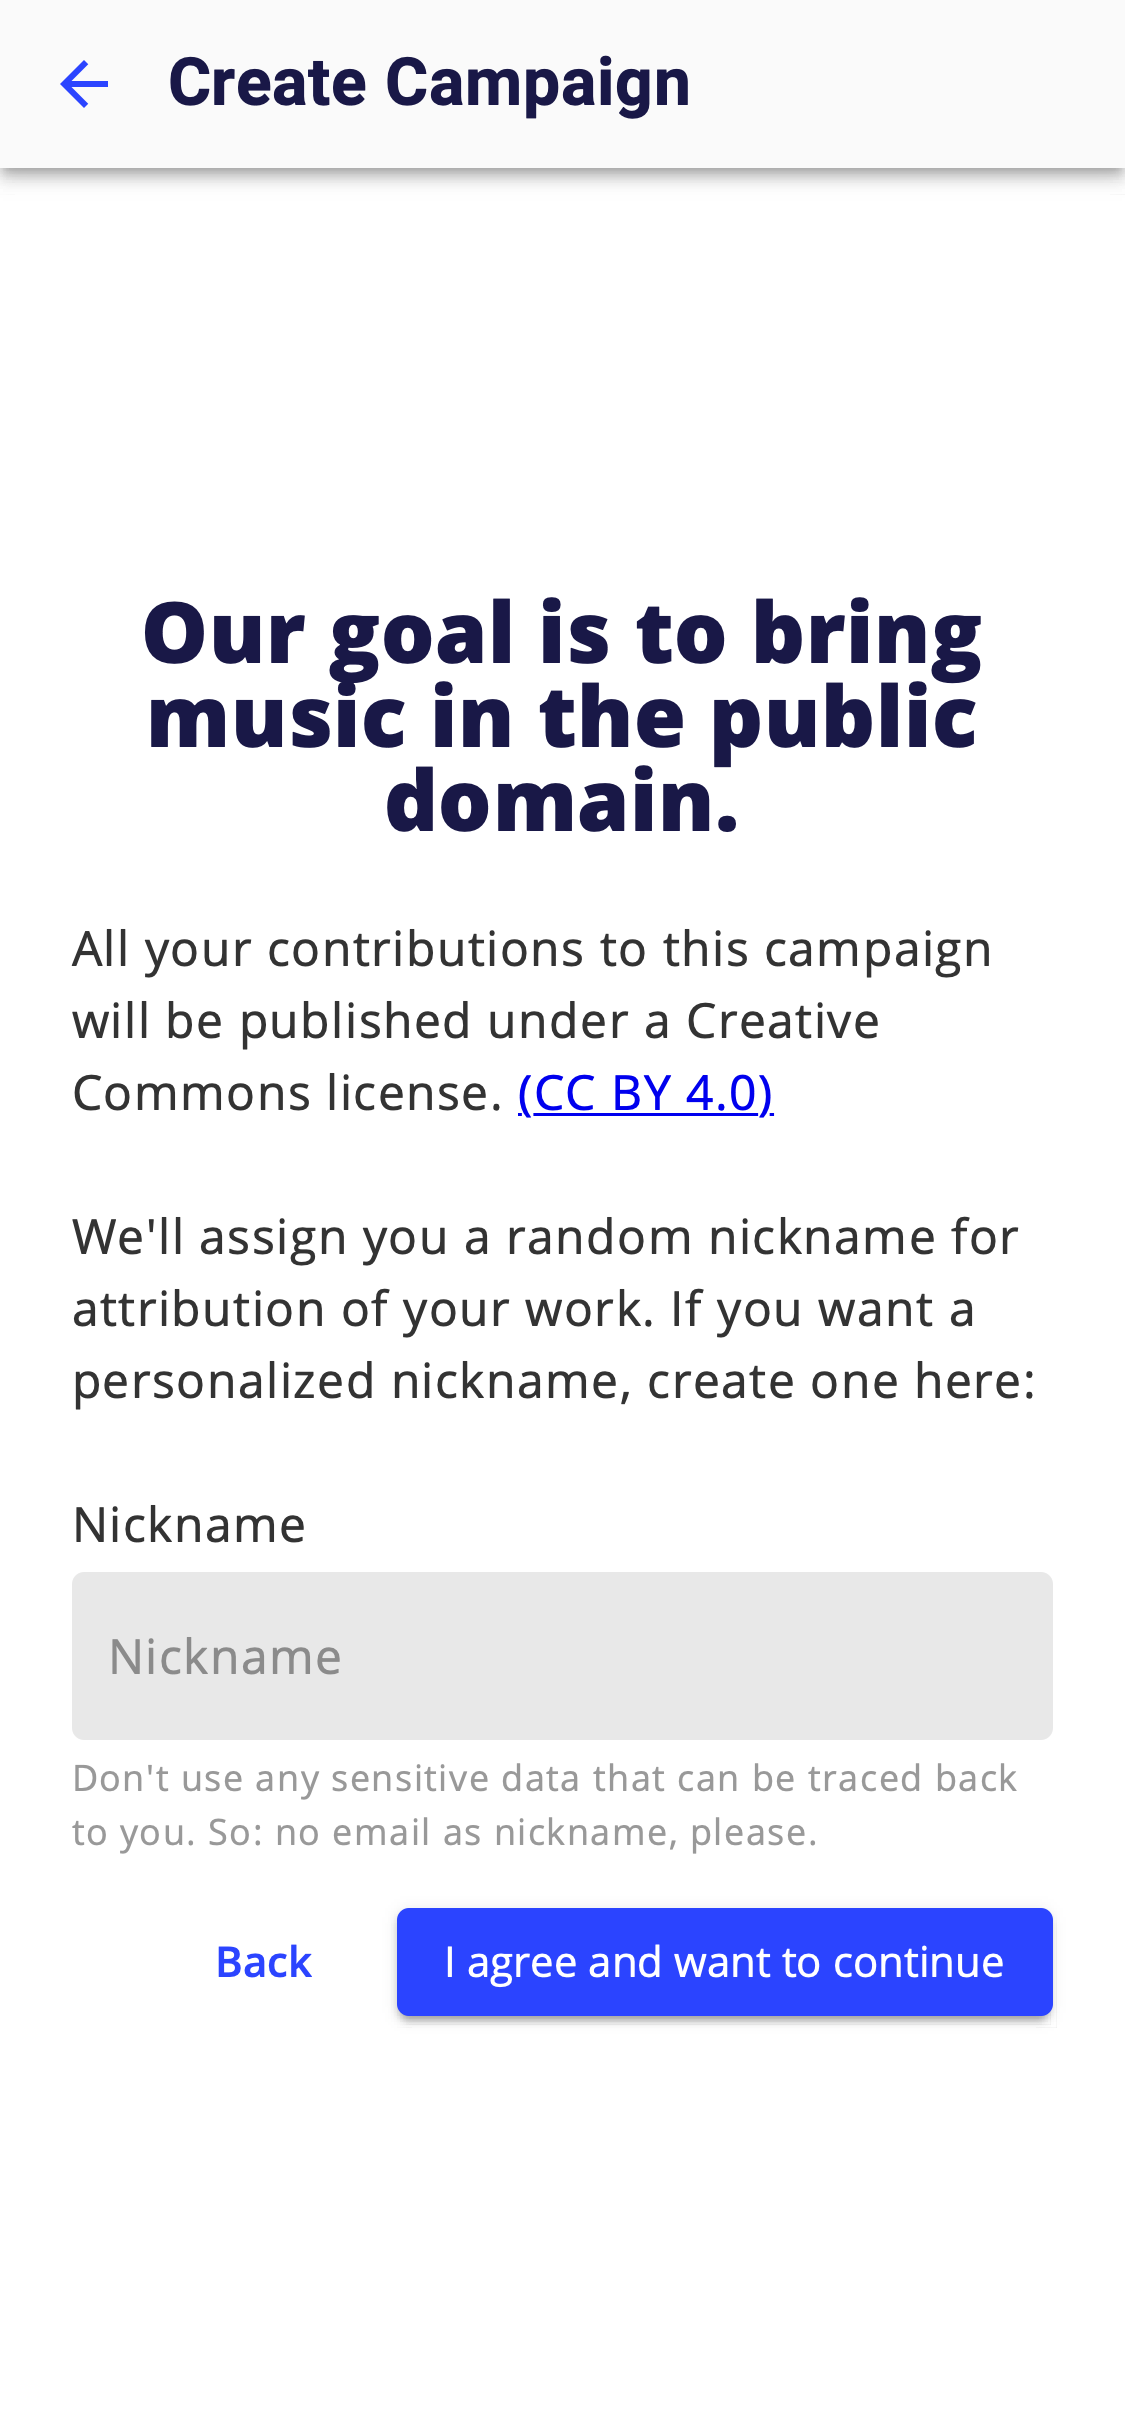 Create Campaign
Our goal is to bring
music in the public
domain.
All your contributions to this campaign
will be published under a Creative
Commons license. (CC BY 4.0)
We'll assign you a random nickname for
attribution of your work. If you want a
personalized nickname, create one here:
Nickname
Nickname
Don't use any sensitive data that can be traced back
to you. So: no email as nickname, please.
Back
I agree and want to continue